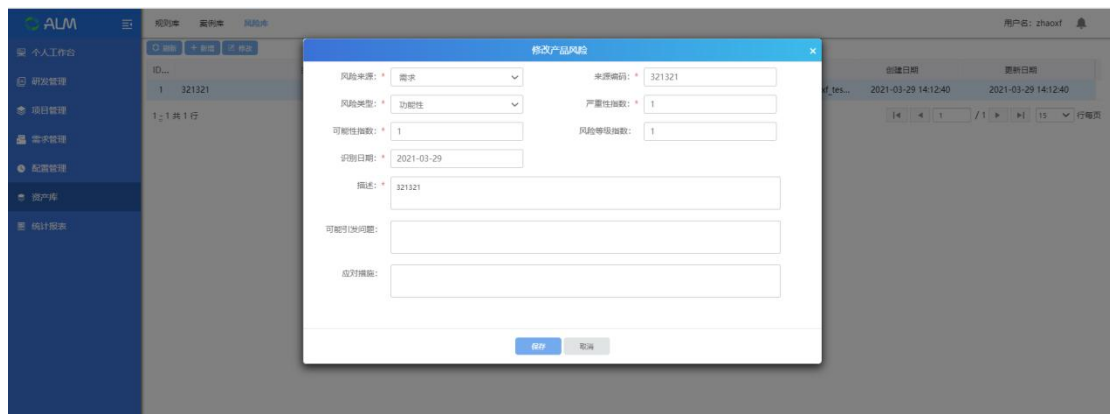 ALM
规则库 案例库 风险库
用户名: zhaoxf
个人工作台
研发管理
项目管理
需求管理
配置管理
资产库
统计报表
刷新 新增 修改
ID...
创建日期 更新日期
1 321321
xf_tes... 2021-03-29 14:12:40 2021-03-29 14:12:40
1 - 1 共 1 行
1 / 1 15 行每页
修改产品风险 ×
风险来源: * 需求 来源编码: * 321321
风险类型: * 功能性 严重性指数: * 1
可能性指数: * 1 风险等级指数: 1
识别日期: * 2021-03-29
描述: * 321321
可能引发问题:
应对措施:
保存 取消